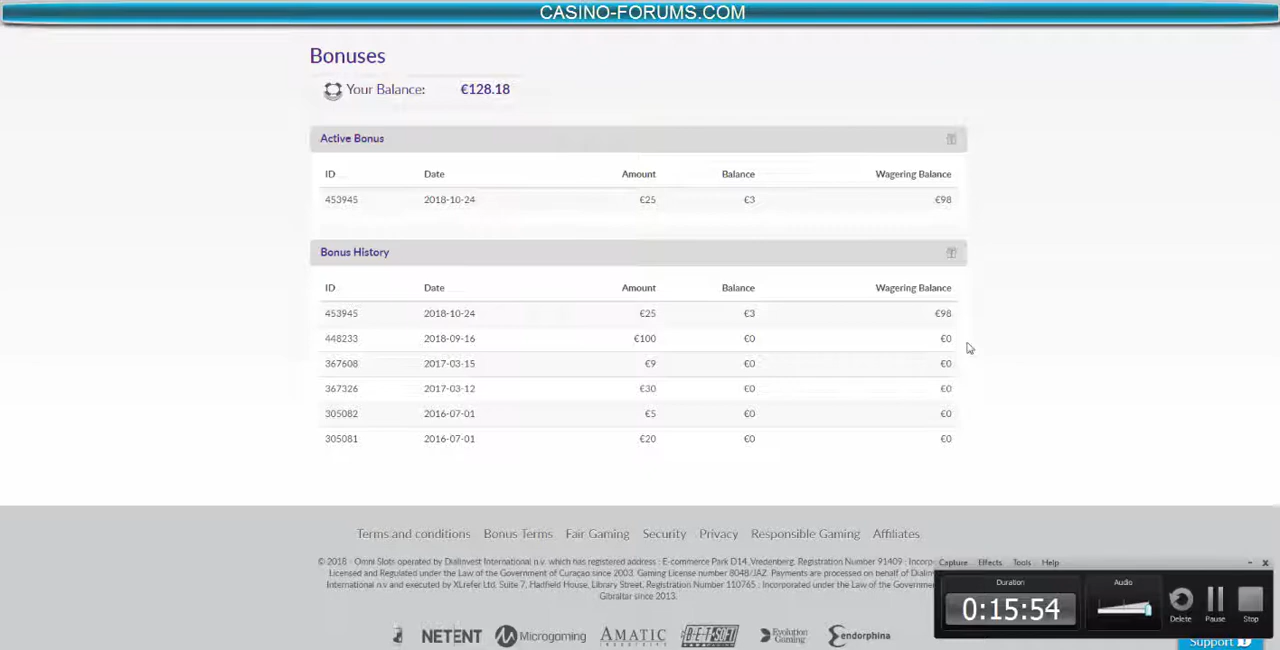 CASINO-FORUMS.COM
Bonuses
Your Balance: €128.18
Active Bonus
ID Date Amount Balance Wagering Balance
453945 2018-10-24 €25 €3 €98
Bonus History
ID Date Amount Balance Wagering Balance
453945 2018-10-24 €25 €3 €98
448233 2018-09-16 €100 €0 €0
367608 2017-03-15 €9 €0 €0
367326 2017-03-12 €30 €0 €0
305082 2016-07-01 €5 €0 €0
305081 2016-07-01 €20 €0 €0
Terms and conditions Bonus Terms Fair Gaming Security Privacy Responsible Gaming Affiliates
© 2018 · Omni Slots operated by Dialinvest International n.v. which has registered address : E-commerce Park D14 ,Vredenberg. Registration Number 91409 : Incorp
Licensed and Regulated under the Law of the Government of Curaçao since 2003. Gaming License number 8048/JAZ. Payments are processed on behalf of Dialin
International n.v and executed by XLrefer Ltd. Suite 7, Hadfield House, Library Street, Registration Number 110765 : Incorporated under the Law of the Governme
Gibraltar since 2013.
NETENT Microgaming AMATIC INDUSTRIES BETSOFT Evolution Gaming endorphina
Capture Effects Tools Help
Duration Audio
0:15:54
Delete Pause Stop
Support